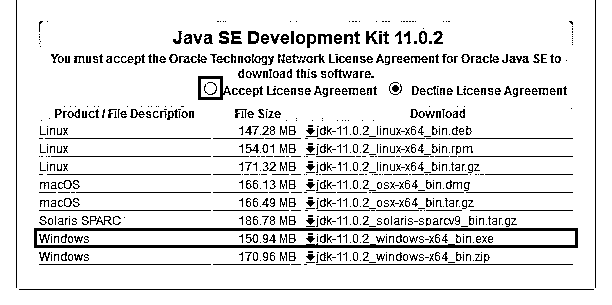 Java SE Development Kit 11.0.2
You must accept the Oracle Technology Network License Agreement for Oracle Java SE to
download this software.
Accept License Agreement Decline License Agreement
Product / File Description File Size Download
Linux 147.28 MB jdk-11.0.2_linux-x64_bin.deb
Linux 154.01 MB jdk-11.0.2_linux-x64_bin.rpm
Linux 171.32 MB jdk-11.0.2_linux-x64_bin.tar.gz
macOS 166.13 MB jdk-11.0.2_osx-x64_bin.dmg
macOS 166.49 MB jdk-11.0.2_osx-x64_bin.tar.gz
Solaris SPARC 186.78 MB jdk-11.0.2_solaris-sparcv9_bin.tar.gz
Windows 150.94 MB jdk-11.0.2_windows-x64_bin.exe
Windows 170.96 MB jdk-11.0.2_windows-x64_bin.zip